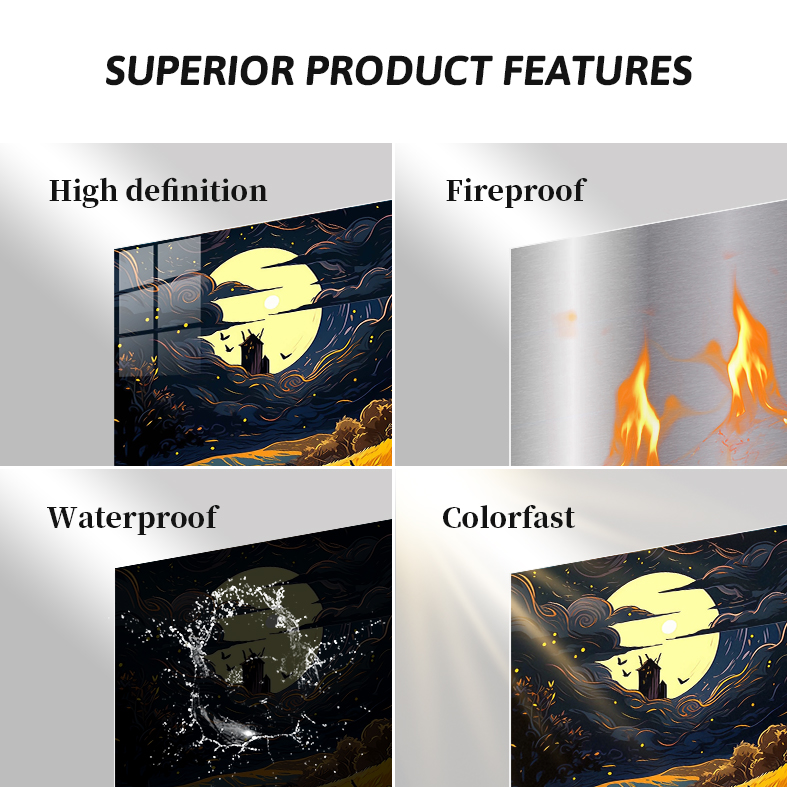 SUPERIOR PRODUCT FEATURES
High definition
Fireproof
Waterproof
Colorfast